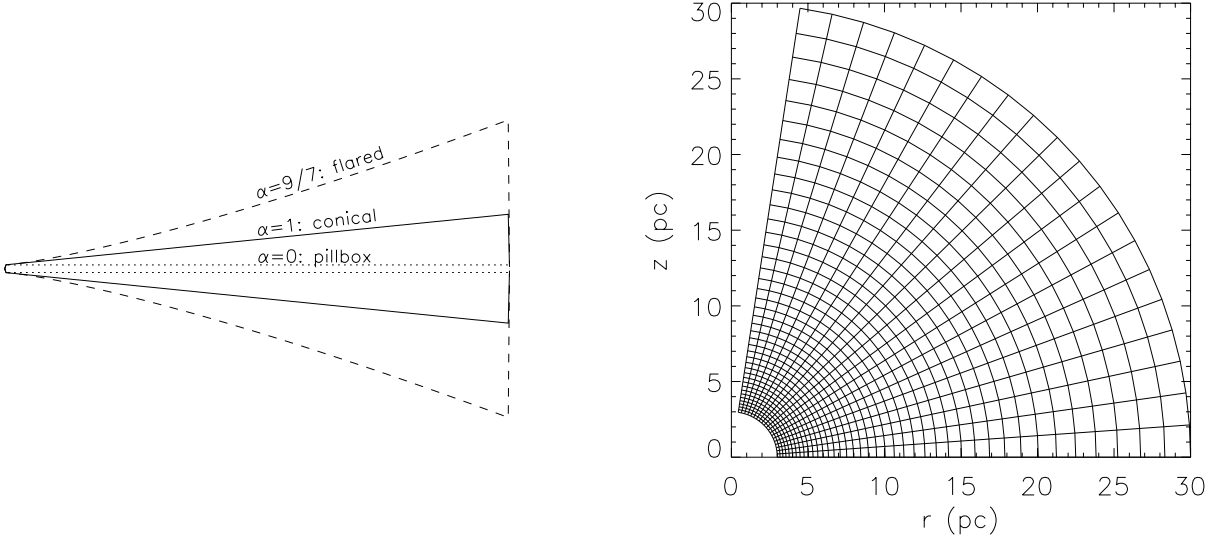 α=9/7: flared
α=1: conical
α=0: pillbox
30
25
20
15
10
5
0
z (pc)
0 5 10 15 20 25 30
r (pc)